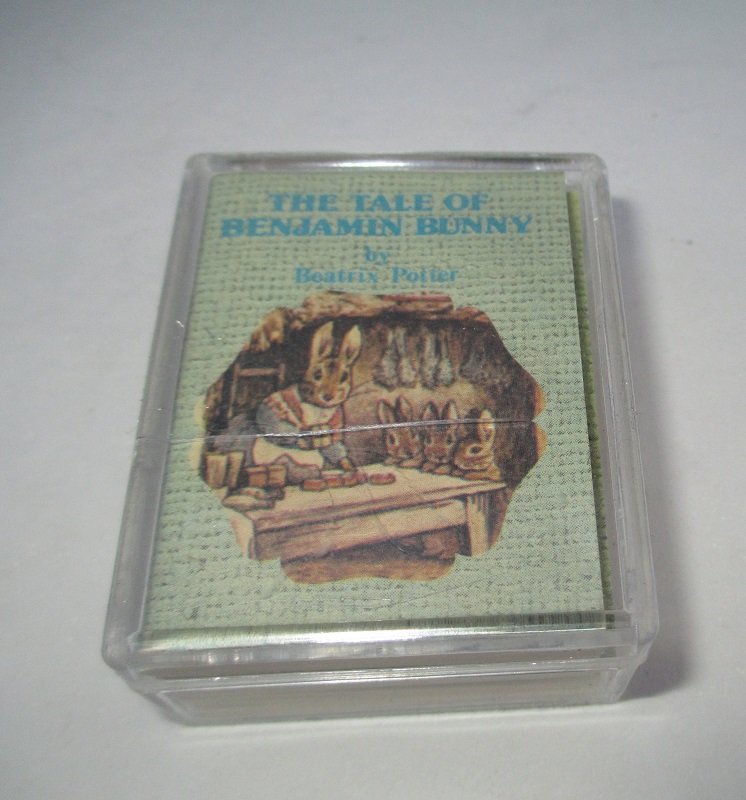 THE TALE OF
BENJAMIN BUNNY
by
Beatrix Potter